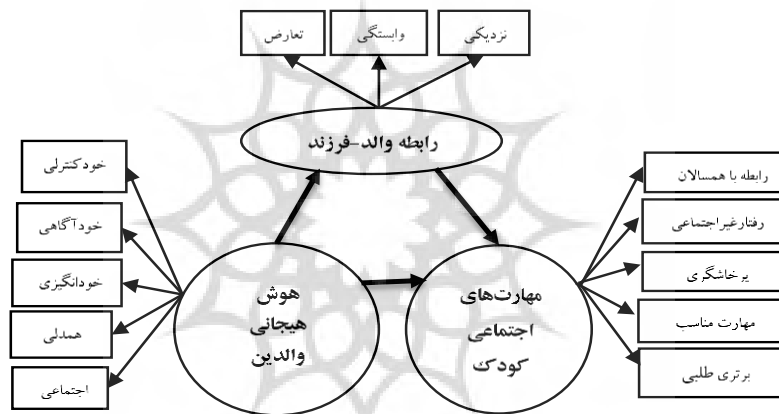 نزدیکی
وابستگی
تعارض
رابطه والد-فرزند
رابطه با همسالان
رفتارغیراجتماعی
پرخاشگری
مهارت مناسب
برتری طلبی
مهارت‌های
اجتماعی
کودک
هوش
هیجانی
والدین
خودکنترلی
خودآگاهی
خودانگیزی
همدلی
اجتماعی